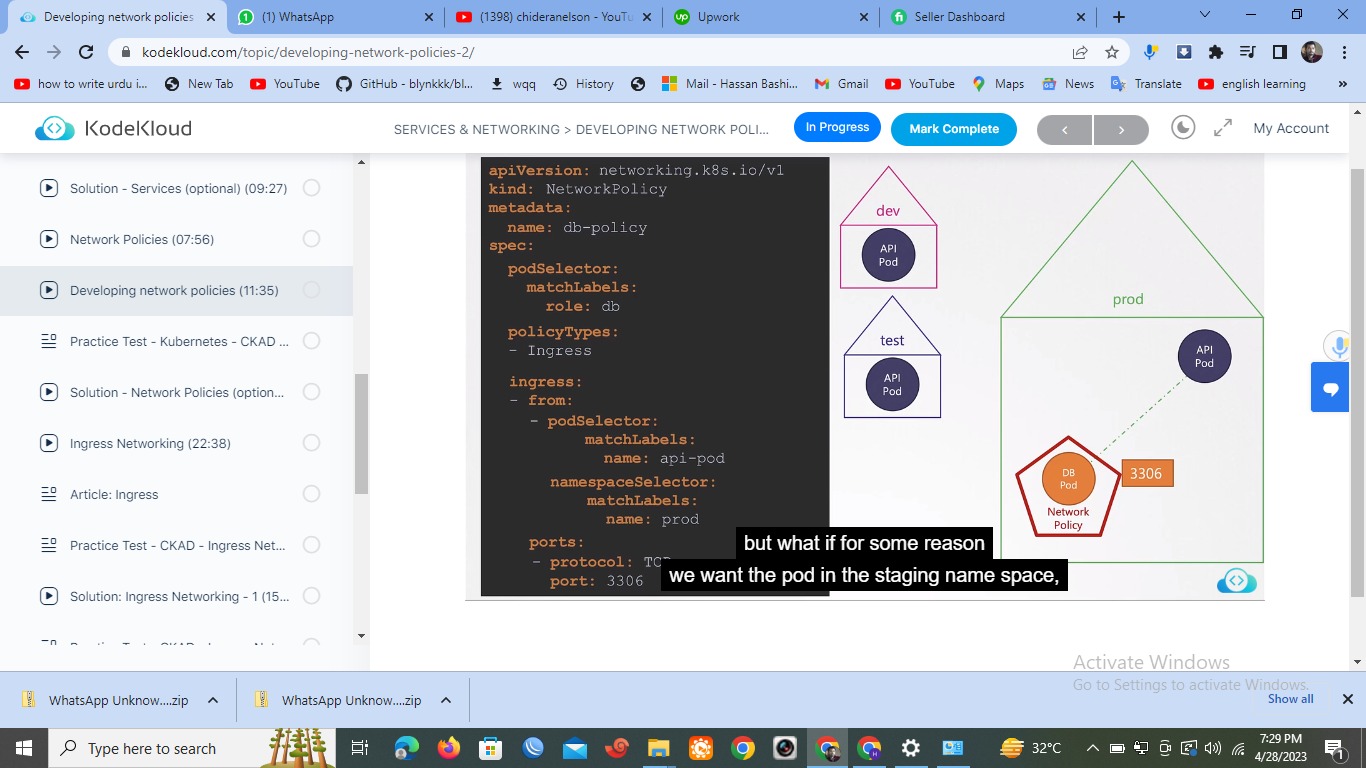 Developing network policies
(1) WhatsApp
(1398) chideranelson - YouTu
Upwork
Seller Dashboard
kodekloud.com/topic/developing-network-policies-2/
how to write urdu i...
New Tab
YouTube
GitHub - blynkkk/bl...
wqq
History
Mail - Hassan Bashi...
Gmail
YouTube
Maps
News
Translate
english learning
»
KodeKloud
SERVICES & NETWORKING > DEVELOPING NETWORK POLI...
In Progress
Mark Complete
My Account
Solution - Services (optional) (09:27)
Network Policies (07:56)
Developing network policies (11:35)
Practice Test - Kubernetes - CKAD ...
Solution - Network Policies (option...
Ingress Networking (22:38)
Article: Ingress
Practice Test - CKAD - Ingress Net...
Solution: Ingress Networking - 1 (15...
apiVersion: networking.k8s.io/v1
kind: NetworkPolicy
metadata:
name: db-policy
spec:
podSelector:
matchLabels:
role: db
policyTypes:
- Ingress
ingress:
- from:
- podSelector:
matchLabels:
name: api-pod
namespaceSelector:
matchLabels:
name: prod
ports:
- protocol: TCP
port: 3306
dev
API
Pod
test
API
Pod
prod
API
Pod
DB
Pod
3306
Network
Policy
but what if for some reason
we want the pod in the staging name space,
Activate Windows
Go to Settings to activate Windows.
WhatsApp Unknow....zip
WhatsApp Unknow....zip
Show all
Type here to search
32°C
7:29 PM
4/28/2023
1